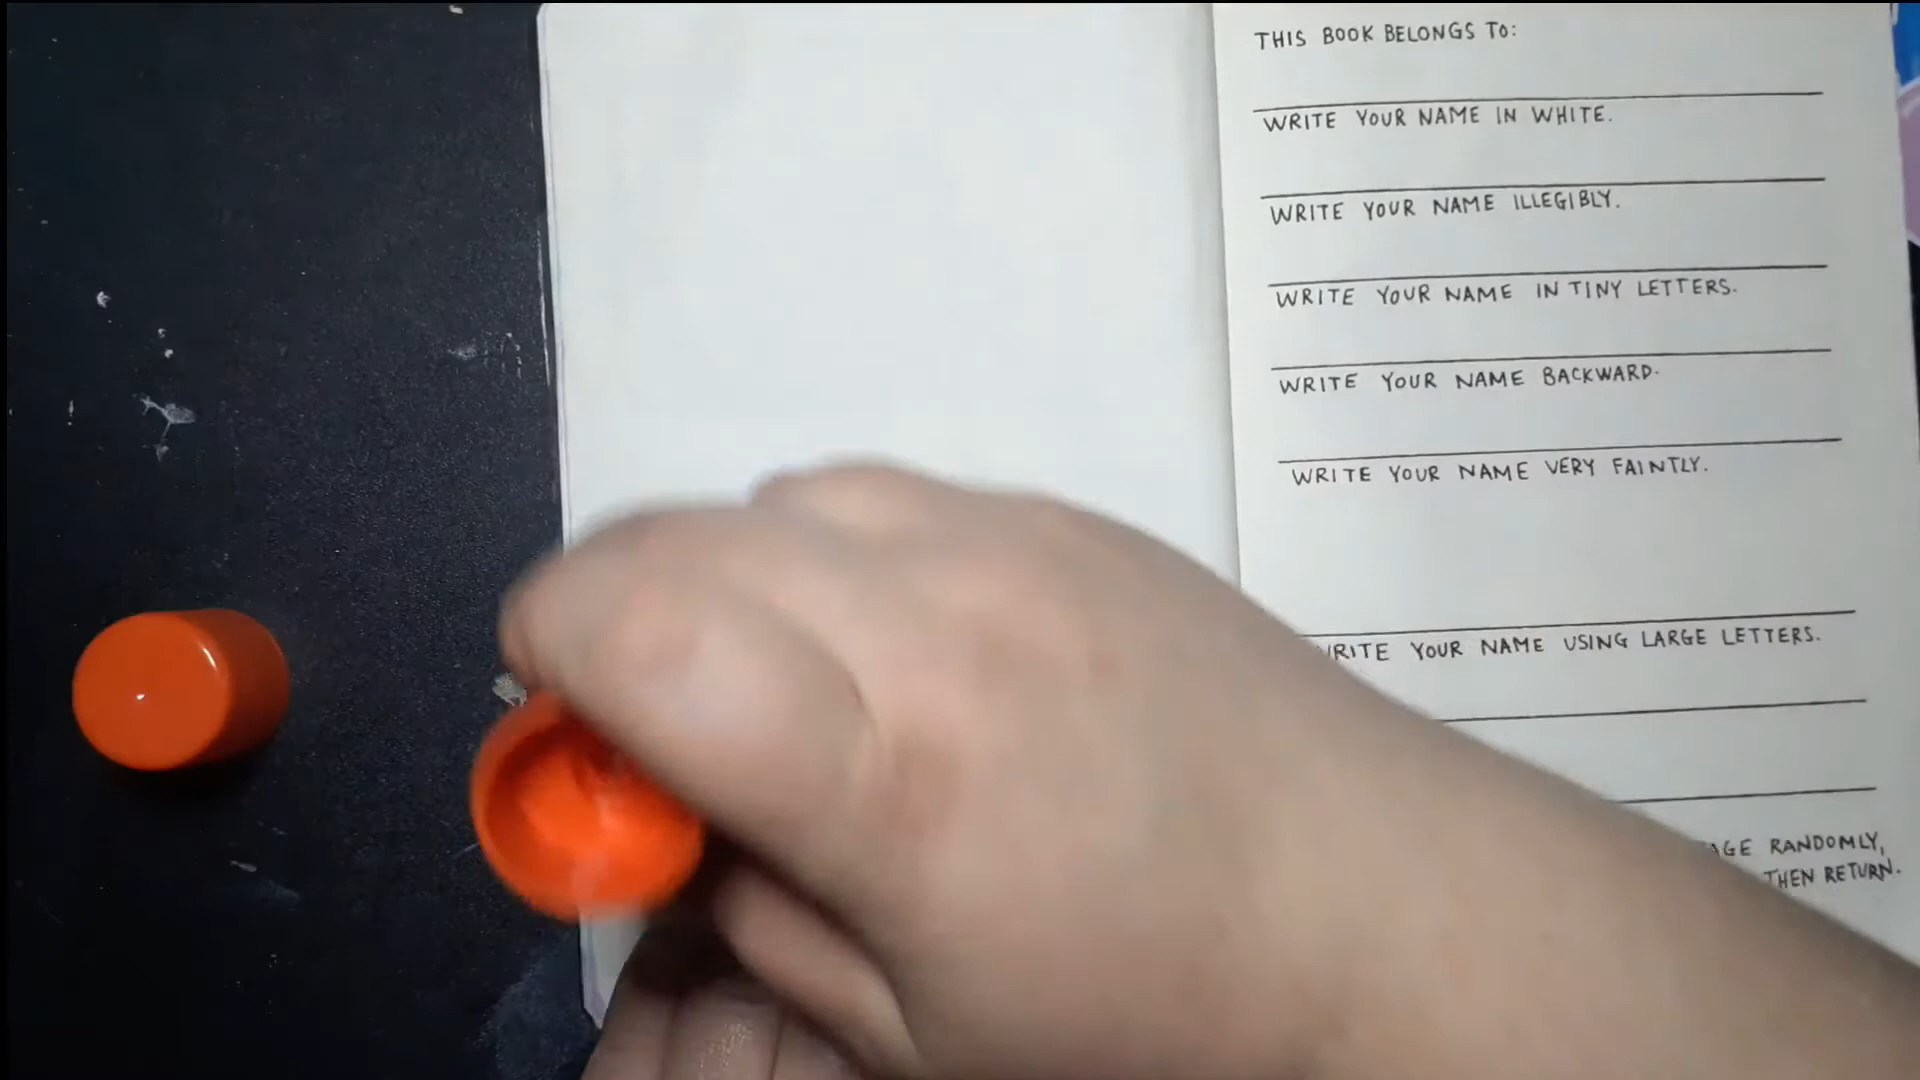 THIS BOOK BELONGS TO:
WRITE YOUR NAME IN WHITE.
WRITE YOUR NAME ILLEGIBLY.
WRITE YOUR NAME IN TINY LETTERS.
WRITE YOUR NAME BACKWARD.
WRITE YOUR NAME VERY FAINTLY.
WRITE YOUR NAME USING LARGE LETTERS.
RANDOMLY,
THEN RETURN.